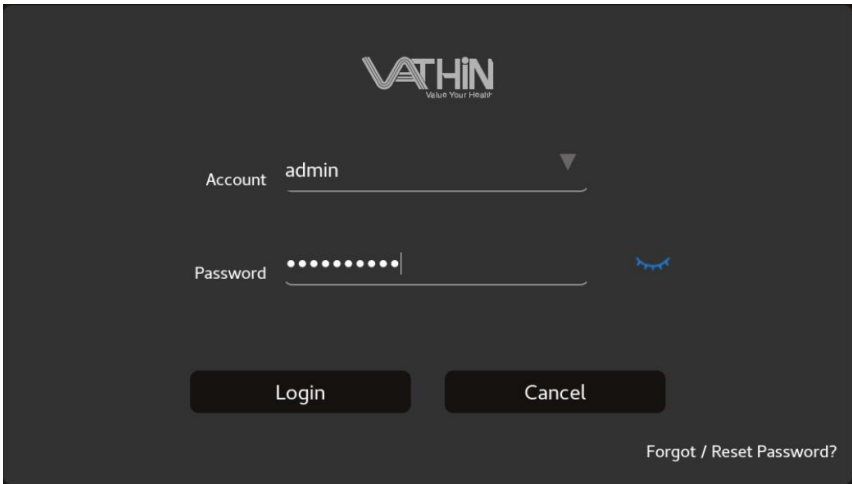 VATHiN
Value Your Health
Account admin
Password ••••••••••
Login Cancel
Forgot / Reset Password?